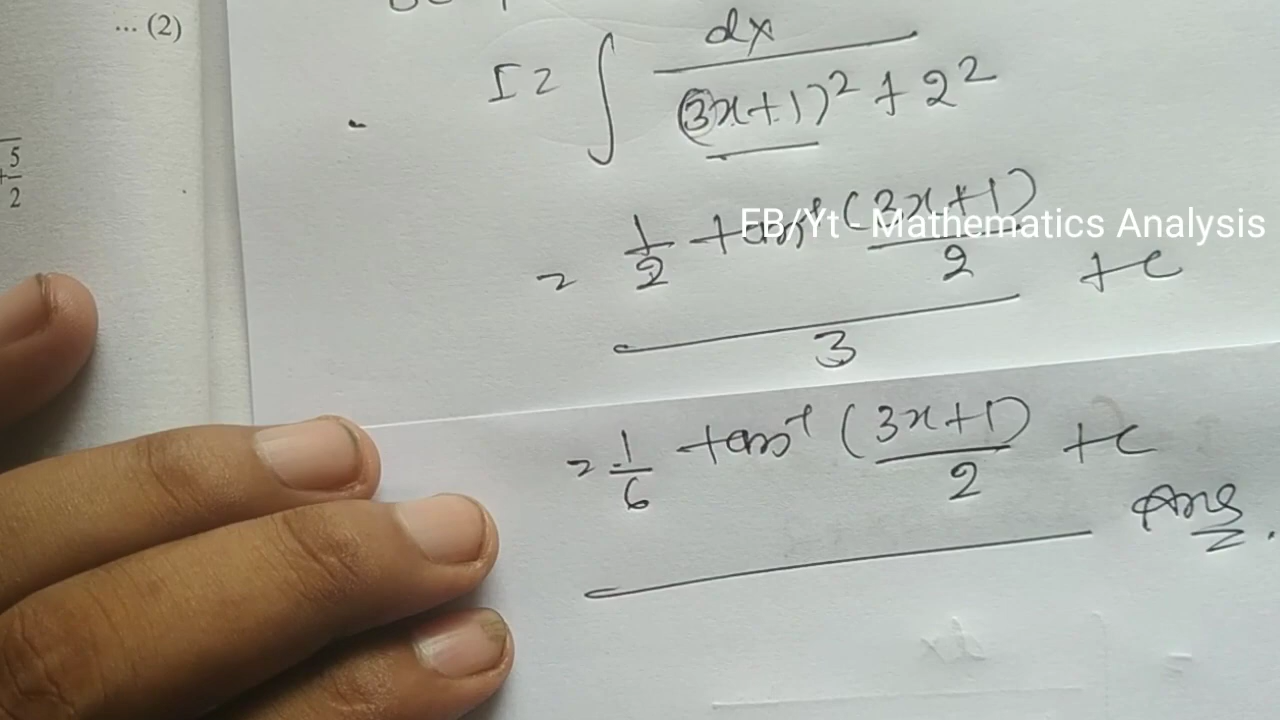 ... (2)
+5/2
I = ∫ dx / (3x+1)² + 2²
FB/Yt - Mathematics Analysis
= 1/2 tan⁻¹ (3x+1)/2 / 3 + c
= 1/6 tan⁻¹ (3x+1)/2 + c
Ans.